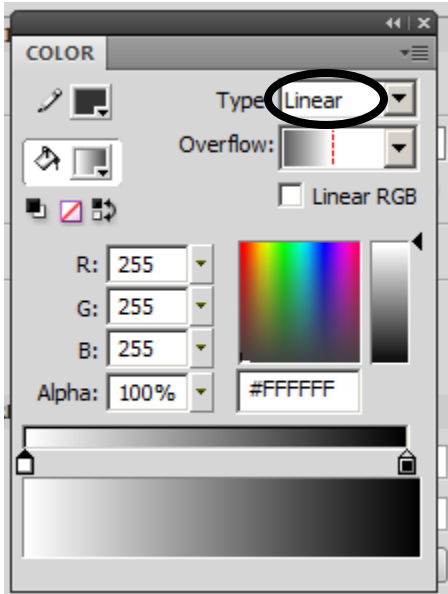 COLOR
Type: Linear
Overflow:
Linear RGB
R: 255
G: 255
B: 255
Alpha: 100% #FFFFFF